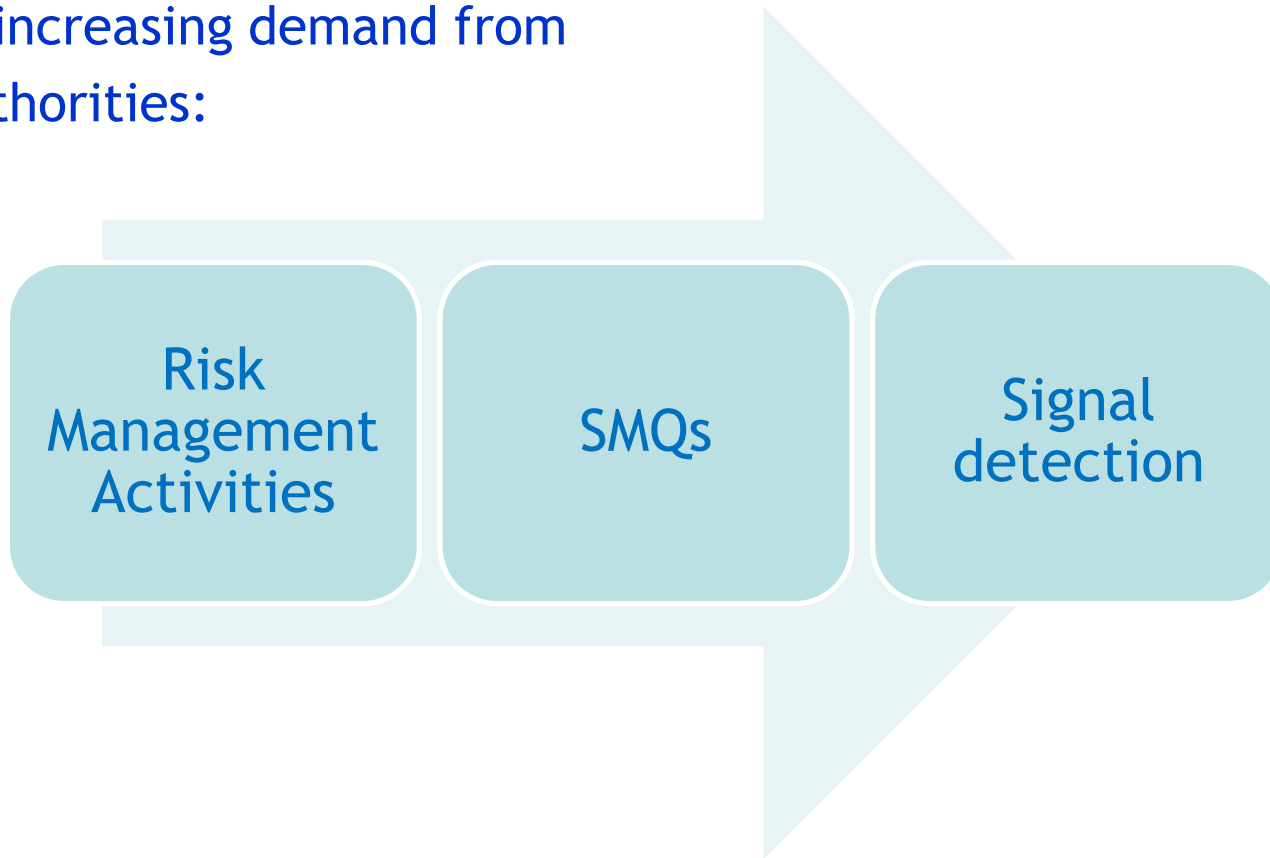 increasing demand from
thorities:
Risk
Management
Activities
SMQs
Signal
detection